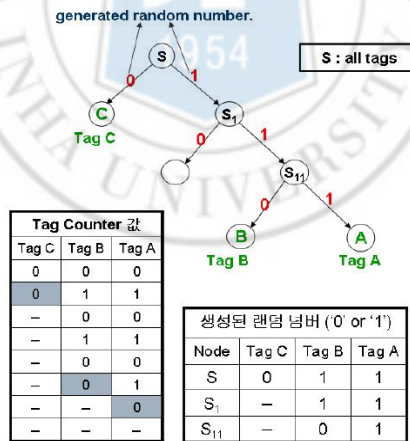 generated random number.
S : all tags
S
0
1
C
Tag C
S1
0
1
S11
0
1
B
Tag B
A
Tag A
Tag Counter 값
Tag C Tag B Tag A
0 0 0
0 1 1
– 0 0
– 1 1
– 0 0
– 0 1
– – 0
– – –
생성된 랜덤 넘버 ('0' or '1')
Node Tag C Tag B Tag A
S 0 1 1
S1 – 1 1
S11 – 0 1
1954
INHA UNIVERSITY